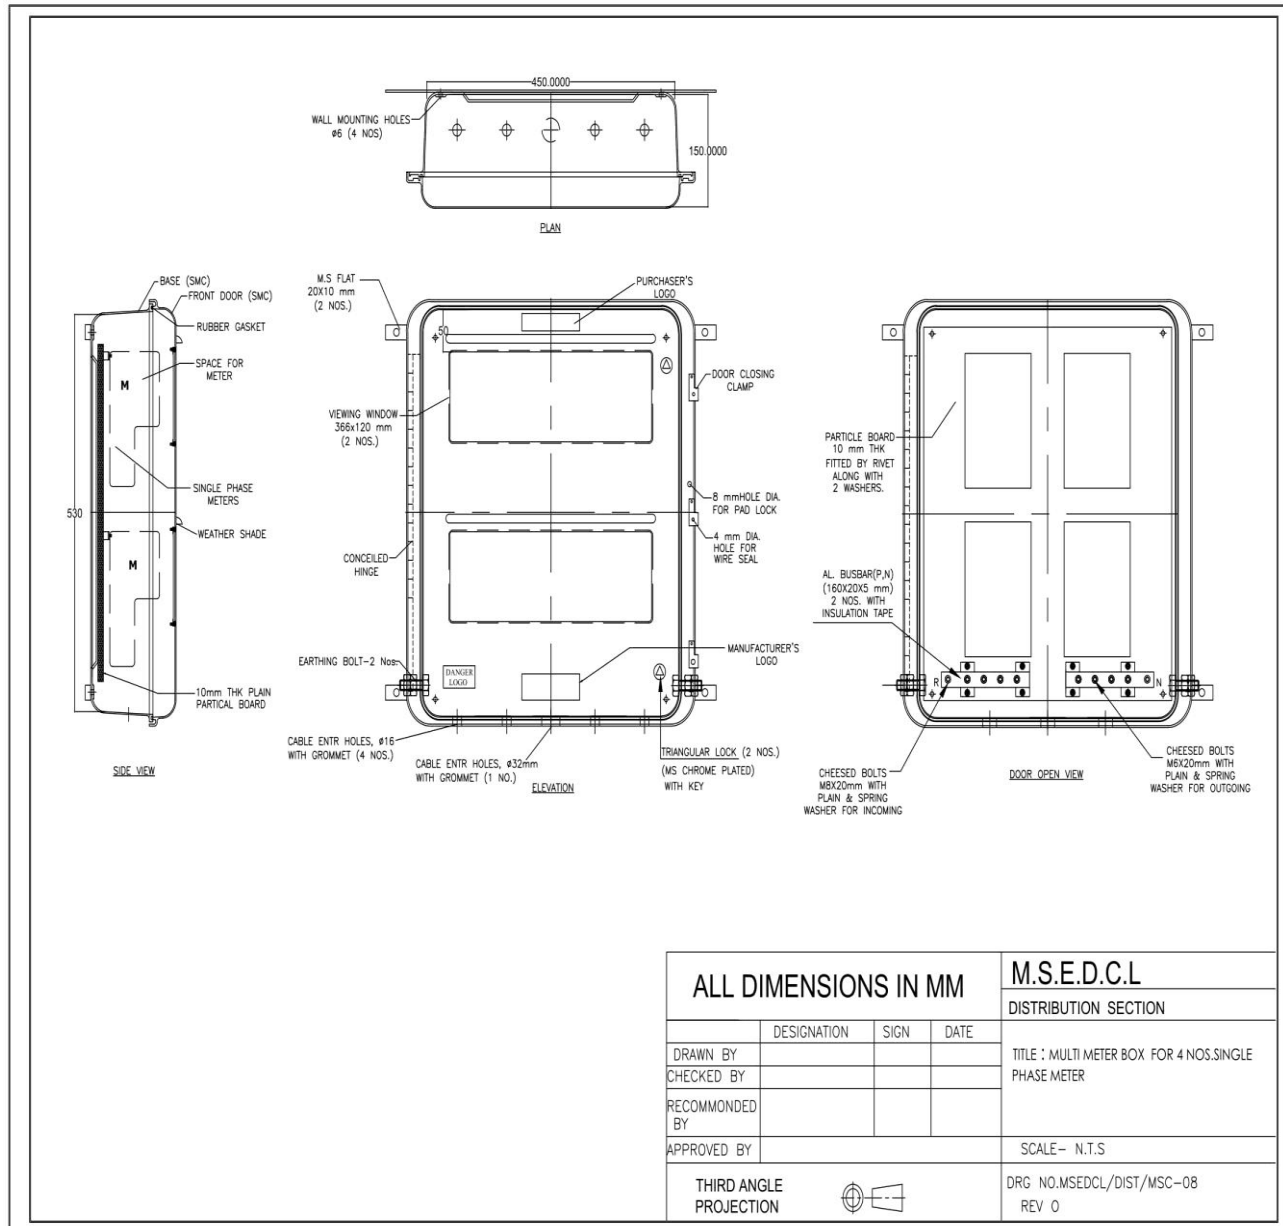 450.0000
WALL MOUNTING HOLES
ø6 (4 NOS)
150.0000
PLAN
BASE (SMC)
FRONT DOOR (SMC)
RUBBER GASKET
SPACE FOR
METER
M
SINGLE PHASE
METERS
530
WEATHER SHADE
M
10mm THK PLAIN
PARTICAL BOARD
SIDE VIEW
M.S FLAT
20X10 mm
(2 NOS.)
PURCHASER'S
LOGO
50
DOOR CLOSING
CLAMP
VIEWING WINDOW
366x120 mm
(2 NOS.)
8 mmHOLE DIA.
FOR PAD LOCK
4 mm DIA.
HOLE FOR
WIRE SEAL
CONCEILED
HINGE
EARTHING BOLT-2 Nos.
DANGER
LOGO
MANUFACTURER'S
LOGO
CABLE ENTR HOLES, ø16
WITH GROMMET (4 NOS.)
CABLE ENTR HOLES, ø32mm
WITH GROMMET (1 NO.)
TRIANGULAR LOCK (2 NOS.)
(MS CHROME PLATED)
WITH KEY
ELEVATION
PARTICLE BOARD
10 mm THK
FITTED BY RIVET
ALONG WITH
2 WASHERS.
AL. BUSBAR(P,N)
(160X20X5 mm)
2 NOS. WITH
INSULATION TAPE
R
N
CHEESED BOLTS
M8X20mm WITH
PLAIN & SPRING
WASHER FOR INCOMING
DOOR OPEN VIEW
CHEESED BOLTS
M6X20mm WITH
PLAIN & SPRING
WASHER FOR OUTGOING
ALL DIMENSIONS IN MM
M.S.E.D.C.L
DISTRIBUTION SECTION
DESIGNATION SIGN DATE
DRAWN BY
CHECKED BY
RECOMMONDED
BY
APPROVED BY
TITLE : MULTI METER BOX FOR 4 NOS.SINGLE
PHASE METER
SCALE- N.T.S
THIRD ANGLE
PROJECTION
DRG NO.MSEDCL/DIST/MSC-08
REV 0